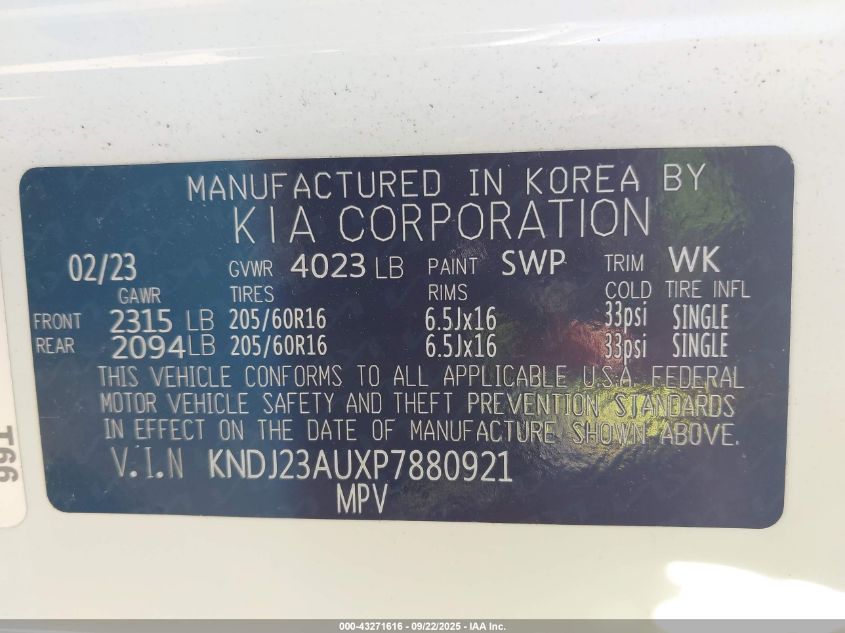 MANUFACTURED IN KOREA BY
KIA CORPORATION
02/23 GVWR 4023 LB PAINT SWP TRIM WK
GAWR TIRES RIMS COLD TIRE INFL
FRONT 2315 LB 205/60R16 6.5Jx16 33psi SINGLE
REAR 2094 LB 205/60R16 6.5Jx16 33psi SINGLE
THIS VEHICLE CONFORMS TO ALL APPLICABLE U.S.A. FEDERAL
MOTOR VEHICLE SAFETY AND THEFT PREVENTION STANDARDS
IN EFFECT ON THE DATE OF MANUFACTURE SHOWN ABOVE.
V.I.N KNDJ23AUXP7880921
MPV
T66
000-43271616 - 09/22/2025 - IAA Inc.